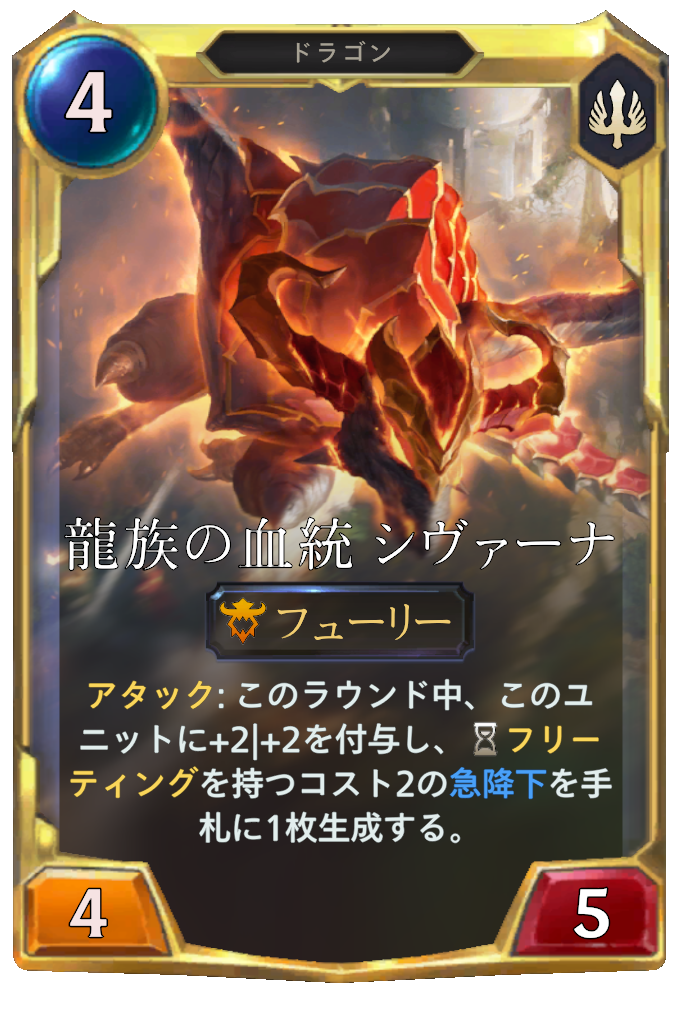 ドラゴン
4
龍族の血統 シヴァーナ
フューリー
アタック: このラウンド中、このユ
ニットに+2|+2を付与し、フリー
ティングを持つコスト2の急降下を手
札に1枚生成する。
4
5